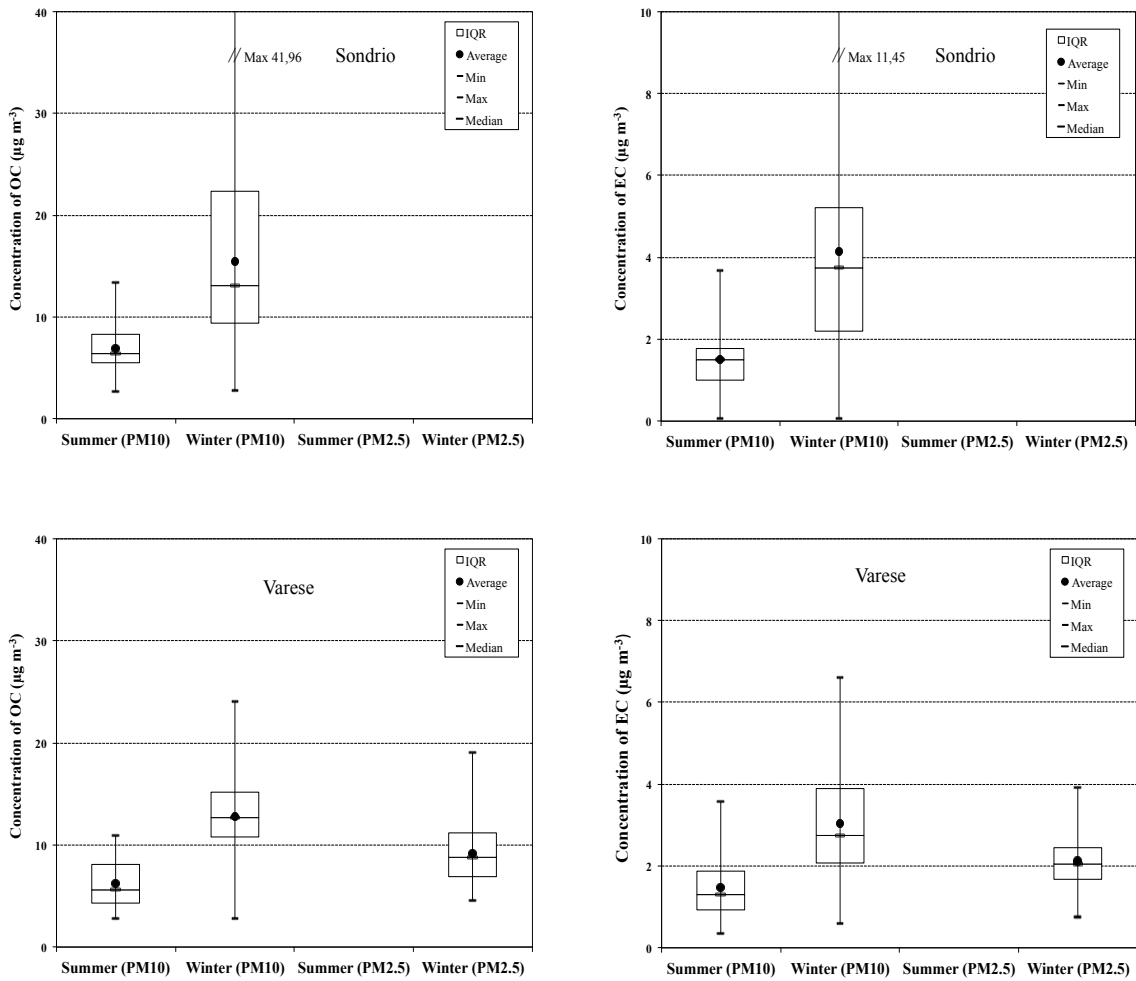 Concentration of OC (µg m-3)
40
30
20
10
0
// Max 41,96 Sondrio
IQR
Average
Min
Max
Median
Summer (PM10) Winter (PM10) Summer (PM2.5) Winter (PM2.5)
Concentration of EC (µg m-3)
10
8
6
4
2
0
// Max 11,45 Sondrio
IQR
Average
Min
Max
Median
Summer (PM10) Winter (PM10) Summer (PM2.5) Winter (PM2.5)
Concentration of OC (µg m-3)
40
30
20
10
0
Varese
IQR
Average
Min
Max
Median
Summer (PM10) Winter (PM10) Summer (PM2.5) Winter (PM2.5)
Concentration of EC (µg m-3)
10
8
6
4
2
0
Varese
IQR
Average
Min
Max
Median
Summer (PM10) Winter (PM10) Summer (PM2.5) Winter (PM2.5)